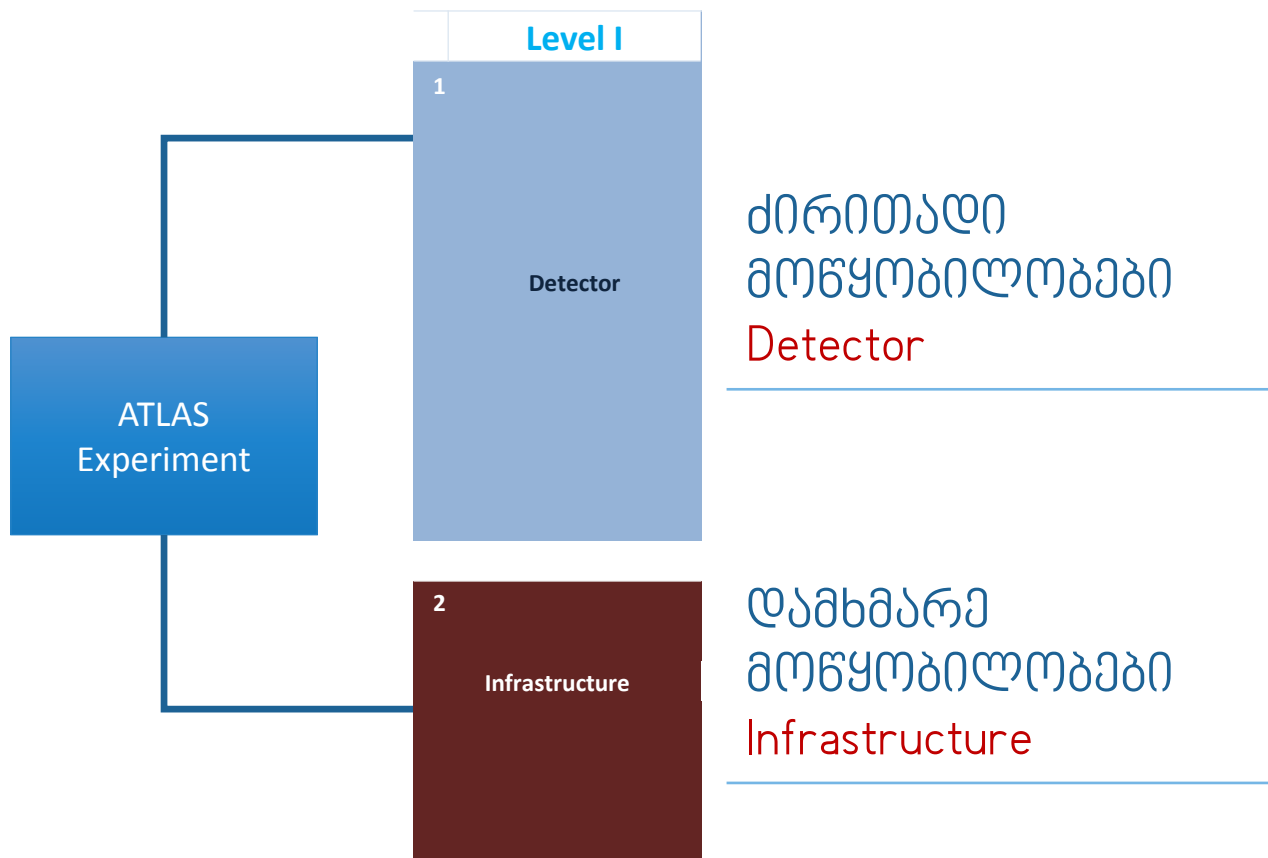 Level I
1
Detector
ძირითადი
მოწყობილობები
Detector
ATLAS
Experiment
2
Infrastructure
დამხმარე
მოწყობილობები
Infrastructure